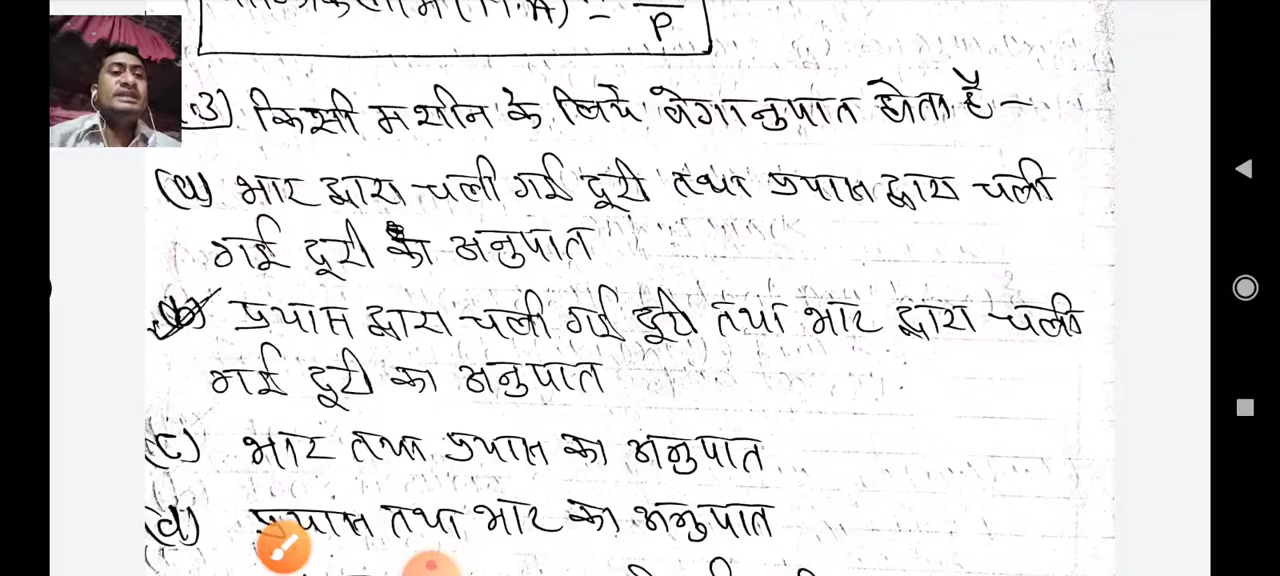 (M.A) = 
P
.3) किसी मशीन के लिये वेगानुपात होता है -
(a) भार द्वारा चली गई दूरी तथा प्रयास द्वारा चली
गई दूरी का अनुपात
(b) प्रयास द्वारा चली गई दूरी तथा भार द्वारा चली
गई दूरी का अनुपात
(c) भार तथा प्रयास का अनुपात
(d) प्रयास तथा भार का अनुपात